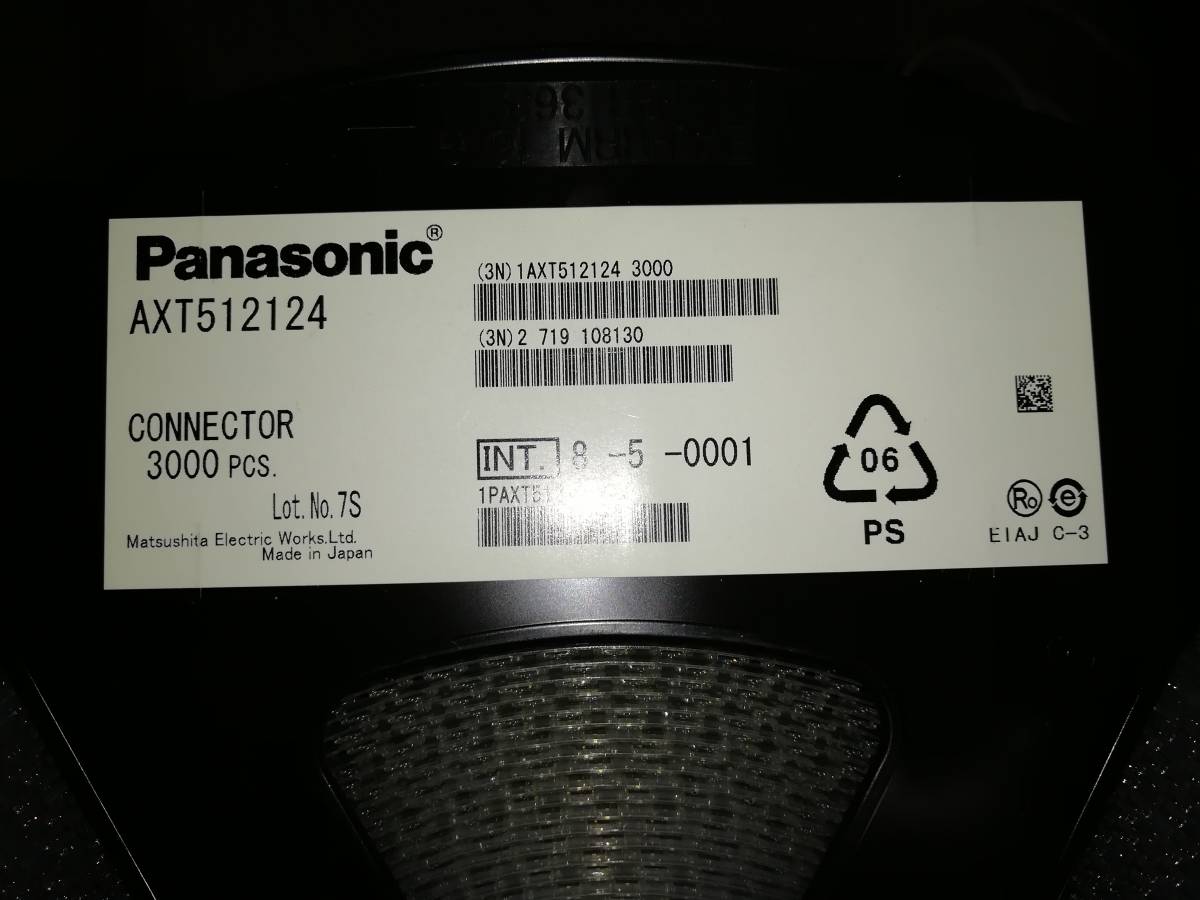 Panasonic®
AXT512124
CONNECTOR
3000 PCS.
Lot. No. 7S
Matsushita Electric Works.Ltd.
Made in Japan
(3N)1AXT512124 3000
(3N)2 719 108130
INT. 8 -5 -0001
06
PS
Ro e
EIAJ C-3